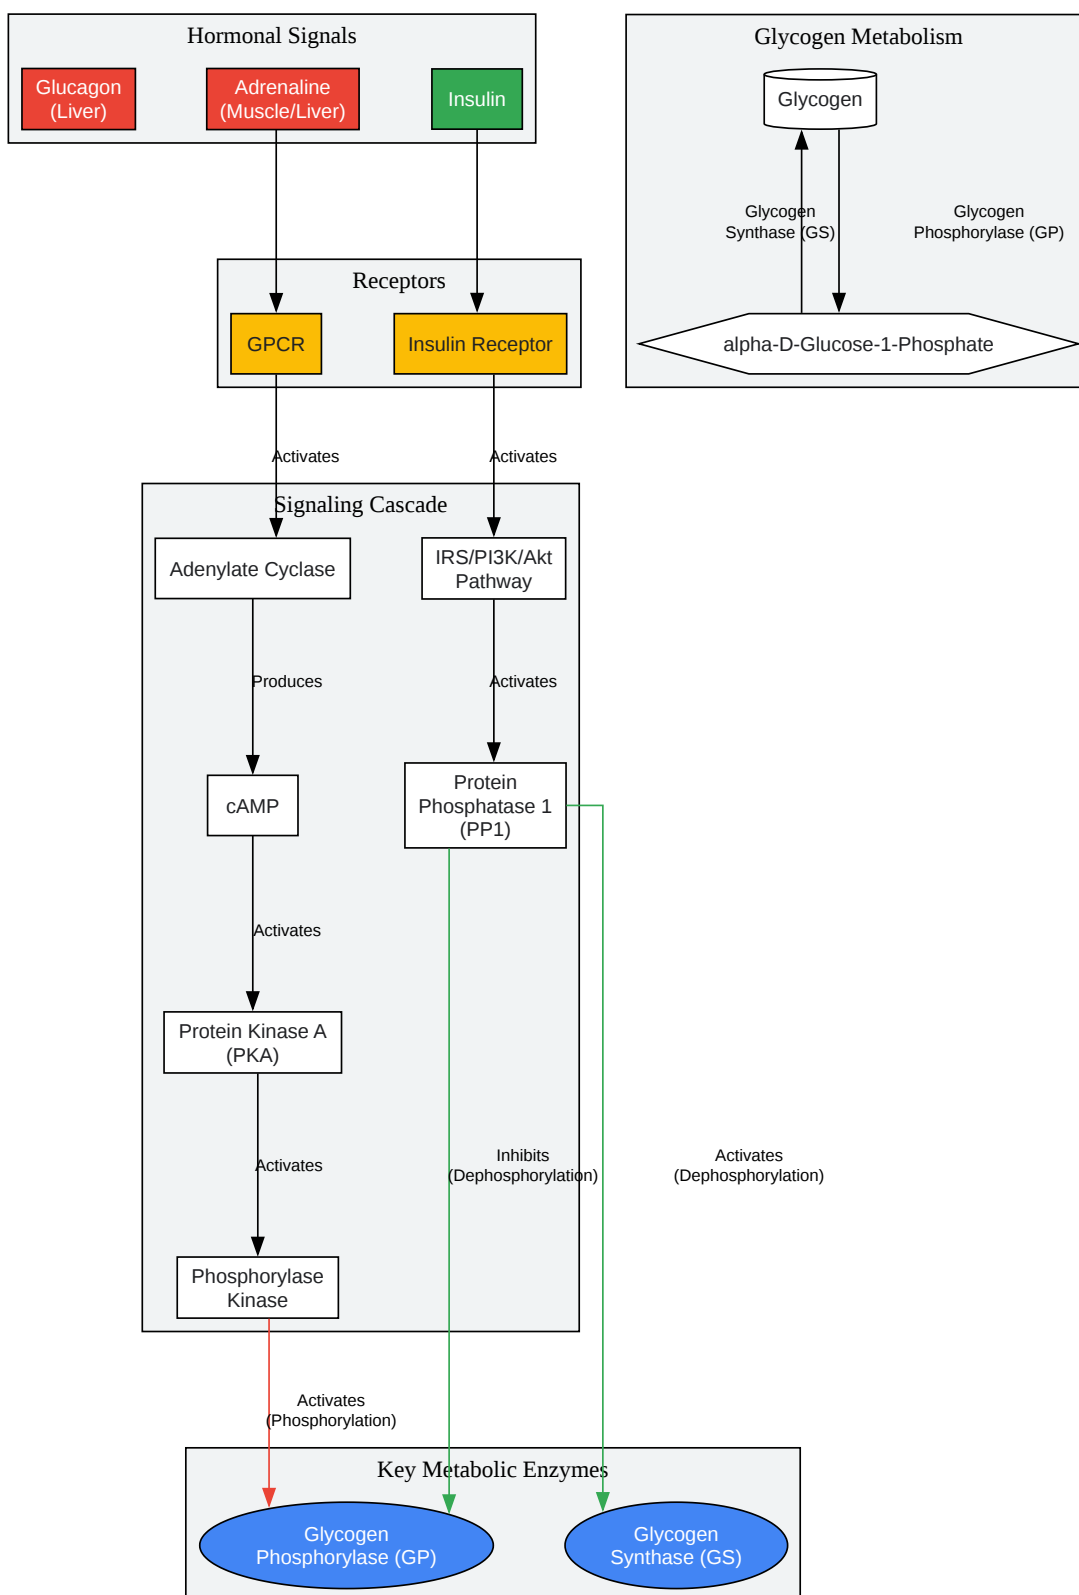 Hormonal Signals
Glucagon
(Liver)
Adrenaline
(Muscle/Liver)
Insulin
Glycogen Metabolism
Glycogen
Glycogen
Synthase (GS)
Glycogen
Phosphorylase (GP)
alpha-D-Glucose-1-Phosphate
Receptors
GPCR
Insulin Receptor
Activates
Activates
Signaling Cascade
Adenylate Cyclase
IRS/PI3K/Akt
Pathway
Produces
Activates
cAMP
Protein
Phosphatase 1
(PP1)
Activates
Protein Kinase A
(PKA)
Activates
Inhibits
(Dephosphorylation)
Activates
(Dephosphorylation)
Phosphorylase
Kinase
Activates
(Phosphorylation)
Key Metabolic Enzymes
Glycogen
Phosphorylase (GP)
Glycogen
Synthase (GS)